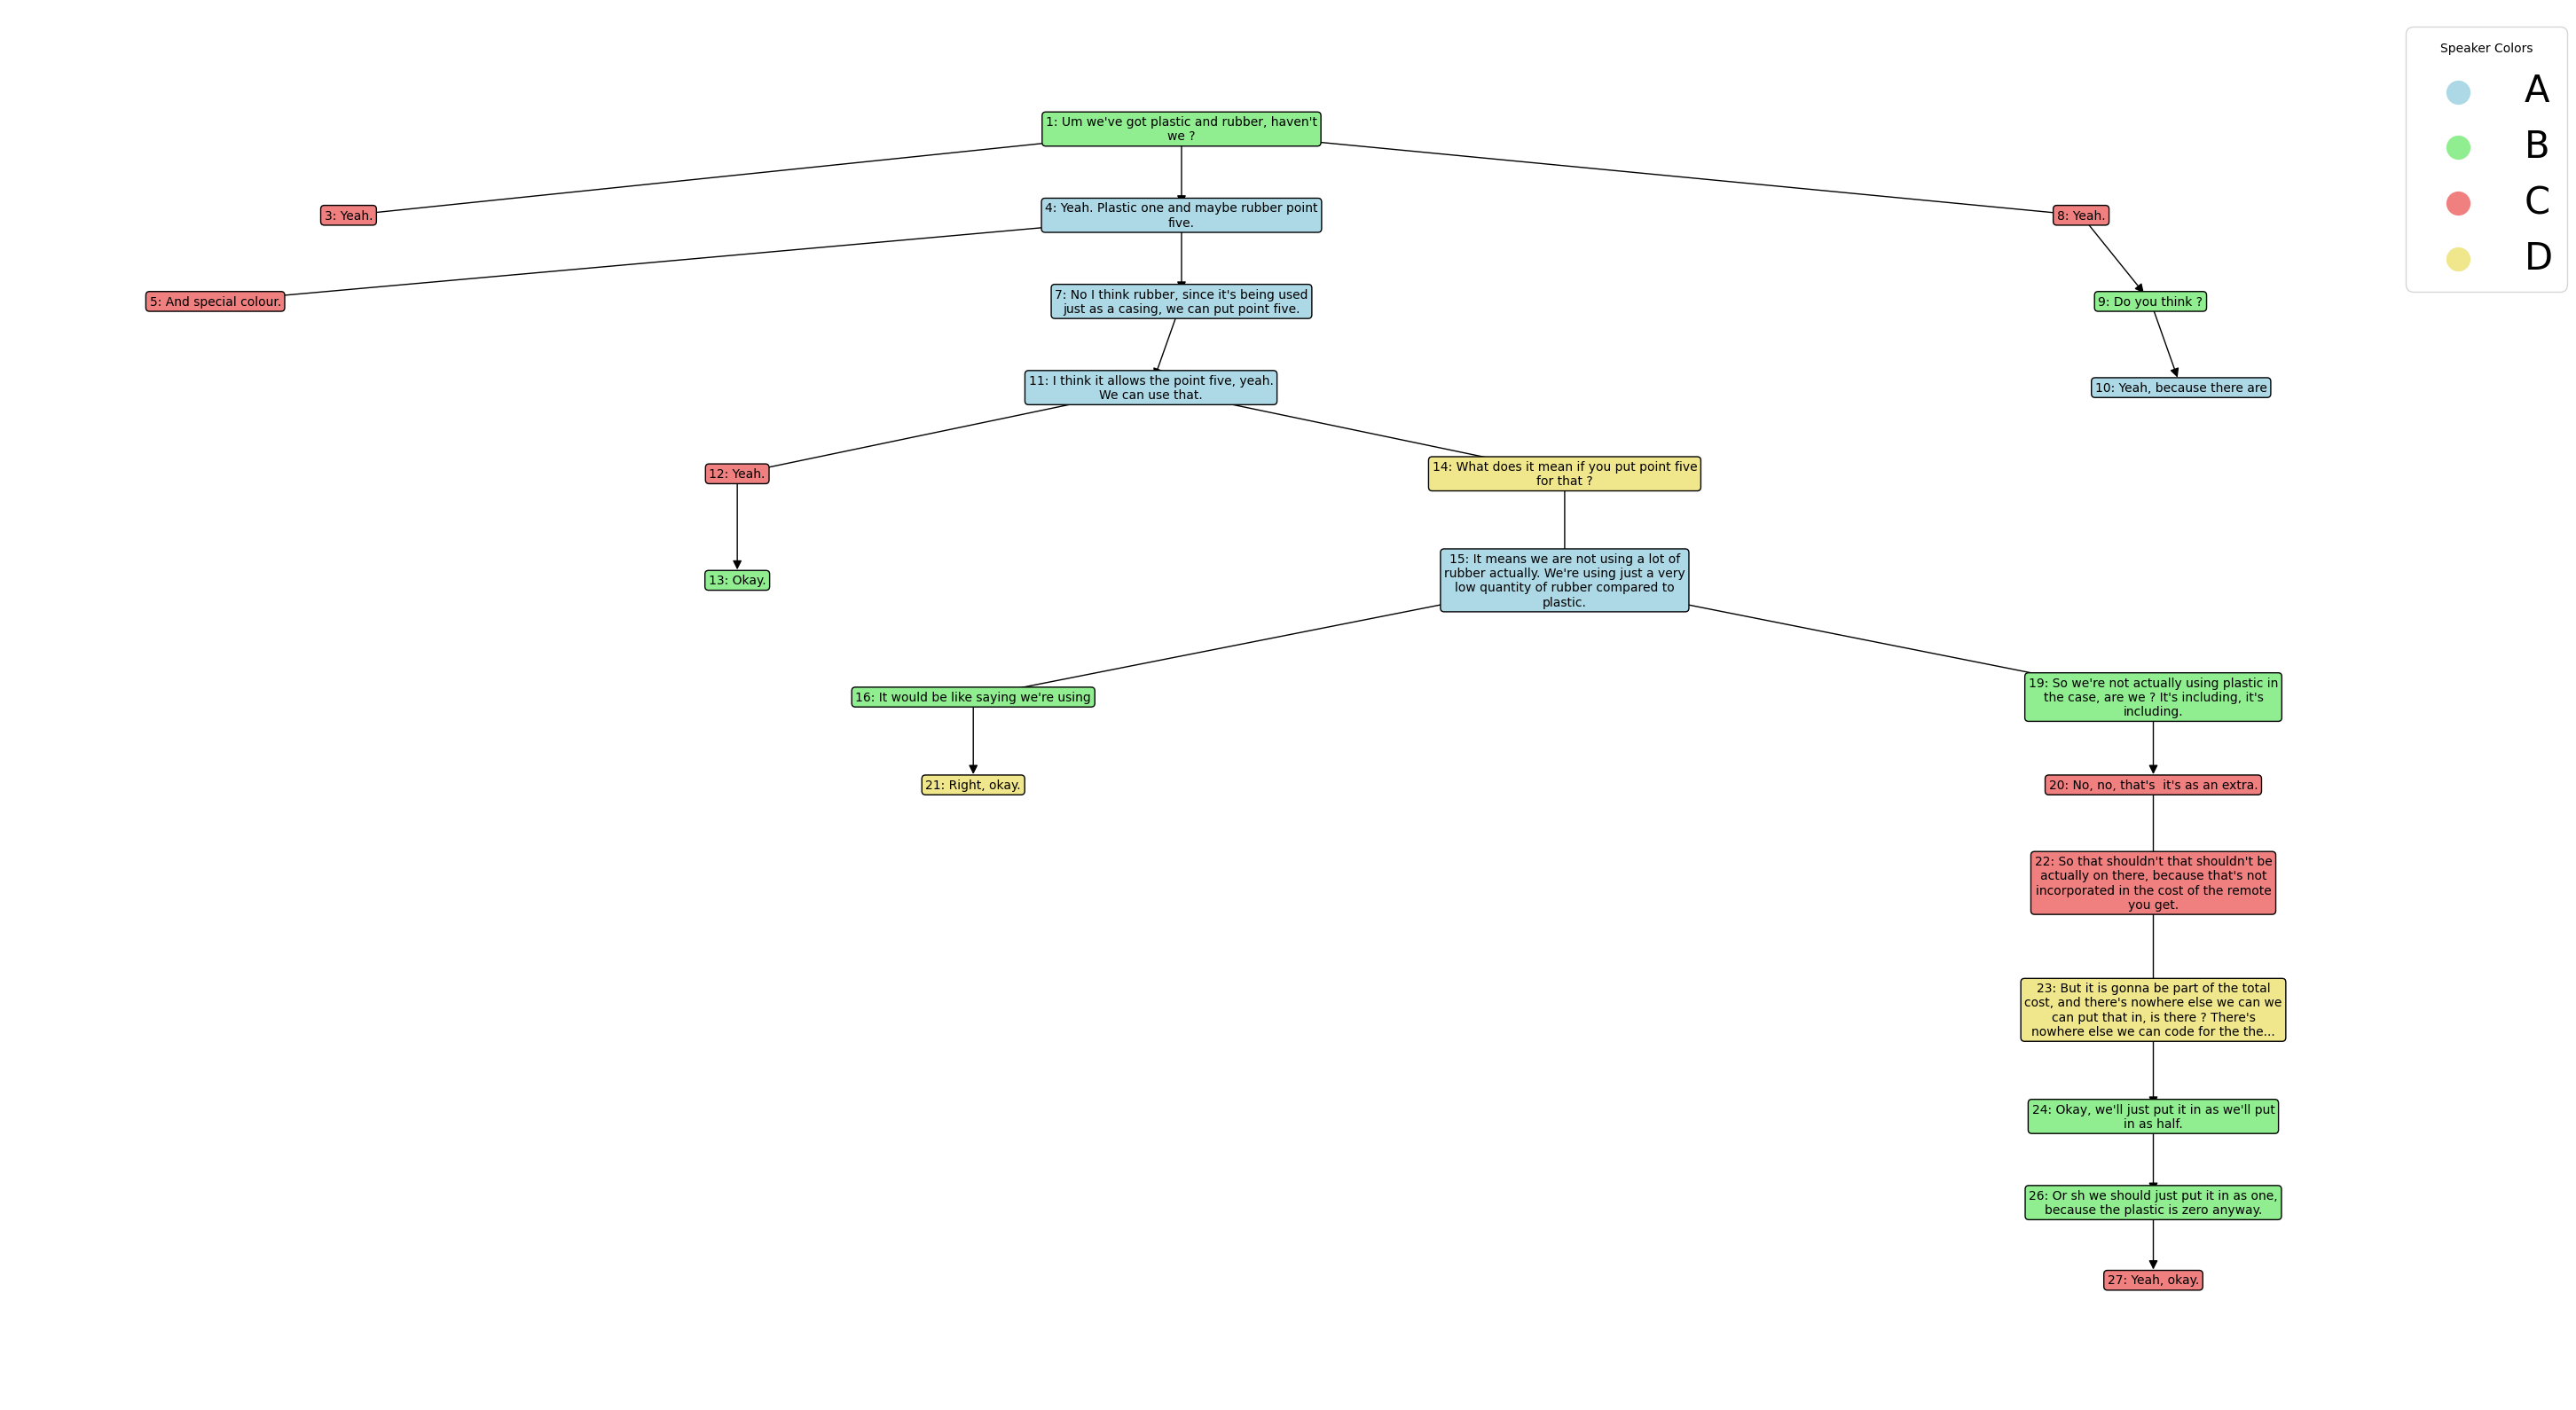 Speaker Colors
A
B
C
D
1: Um we've got plastic and rubber, haven't
we ?
3: Yeah.
4: Yeah. Plastic one and maybe rubber point
five.
8: Yeah.
5: And special colour.
7: No I think rubber, since it's being used
just as a casing, we can put point five.
9: Do you think ?
11: I think it allows the point five, yeah.
We can use that.
10: Yeah, because there are
12: Yeah.
14: What does it mean if you put point five
for that ?
13: Okay.
15: It means we are not using a lot of
rubber actually. We're using just a very
low quantity of rubber compared to
plastic.
16: It would be like saying we're using
19: So we're not actually using plastic in
the case, are we ? It's including, it's
including.
21: Right, okay.
20: No, no, that's  it's as an extra.
22: So that shouldn't that shouldn't be
actually on there, because that's not
incorporated in the cost of the remote
you get.
23: But it is gonna be part of the total
cost, and there's nowhere else we can we
can put that in, is there ? There's
nowhere else we can code for the the...
24: Okay, we'll just put it in as we'll put
in as half.
26: Or sh we should just put it in as one,
because the plastic is zero anyway.
27: Yeah, okay.